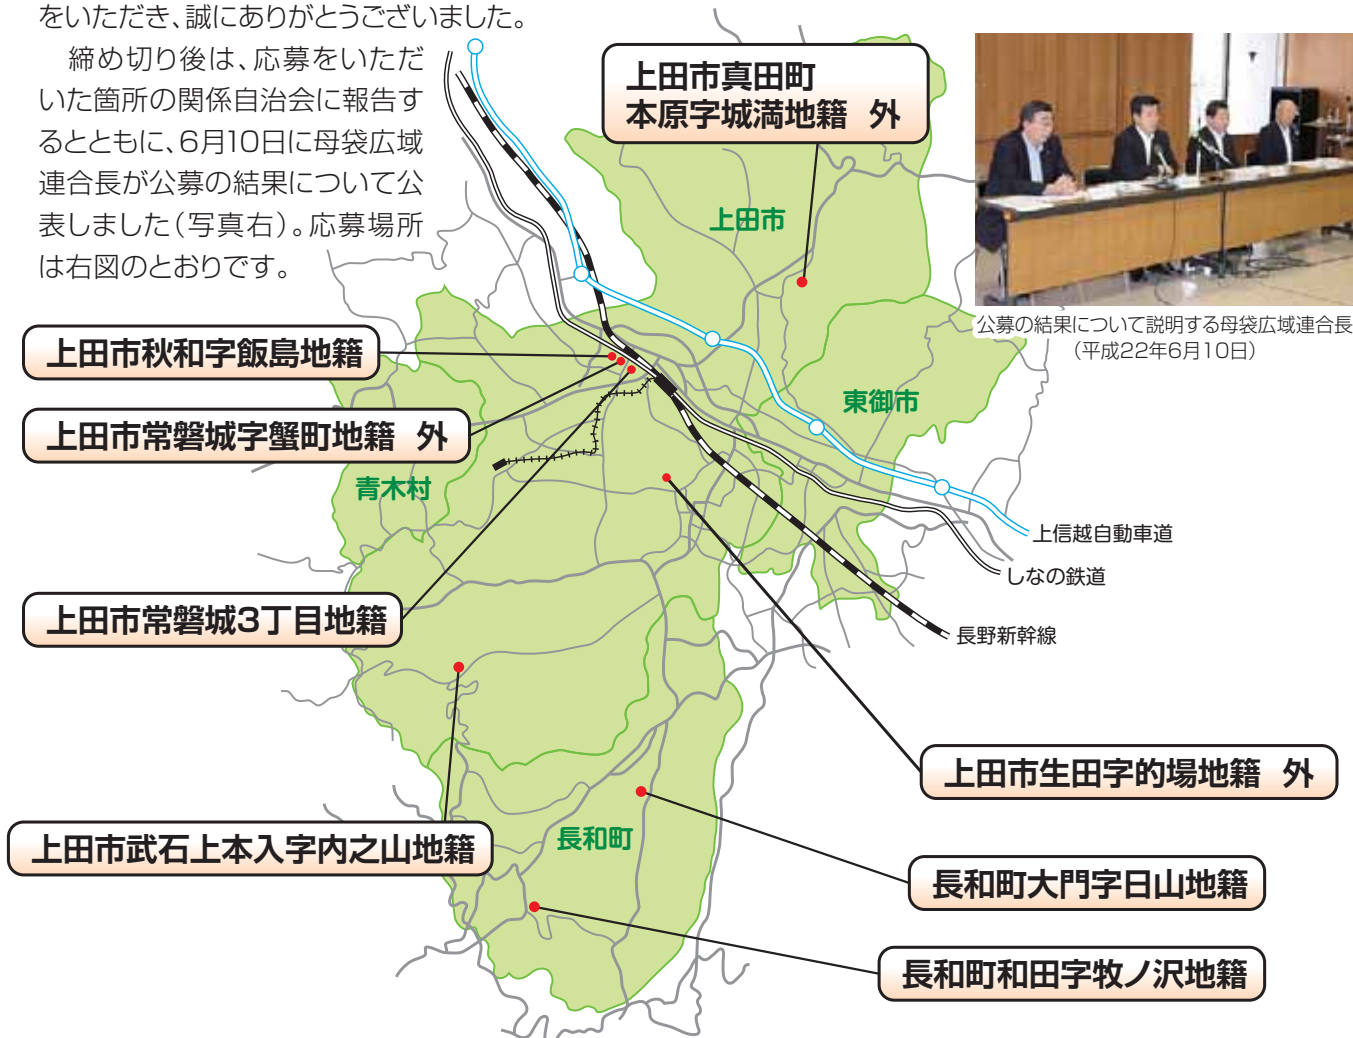 をいただき、誠にありがとうございました。
　締め切り後は、応募をいただ
いた箇所の関係自治会に報告す
るとともに、6月10日に母袋広域
連合長が公募の結果について公
表しました（写真右）。応募場所
は右図のとおりです。
上田市真田町
本原字城満地籍 外
公募の結果について説明する母袋広域連合長
（平成22年6月10日）
上田市
上田市秋和字飯島地籍
東御市
上田市常磐城字蟹町地籍 外
青木村
上信越自動車道
しなの鉄道
上田市常磐城3丁目地籍
長野新幹線
上田市生田字的場地籍 外
上田市武石上本入字内之山地籍
長和町
長和町大門字日山地籍
長和町和田字牧ノ沢地籍